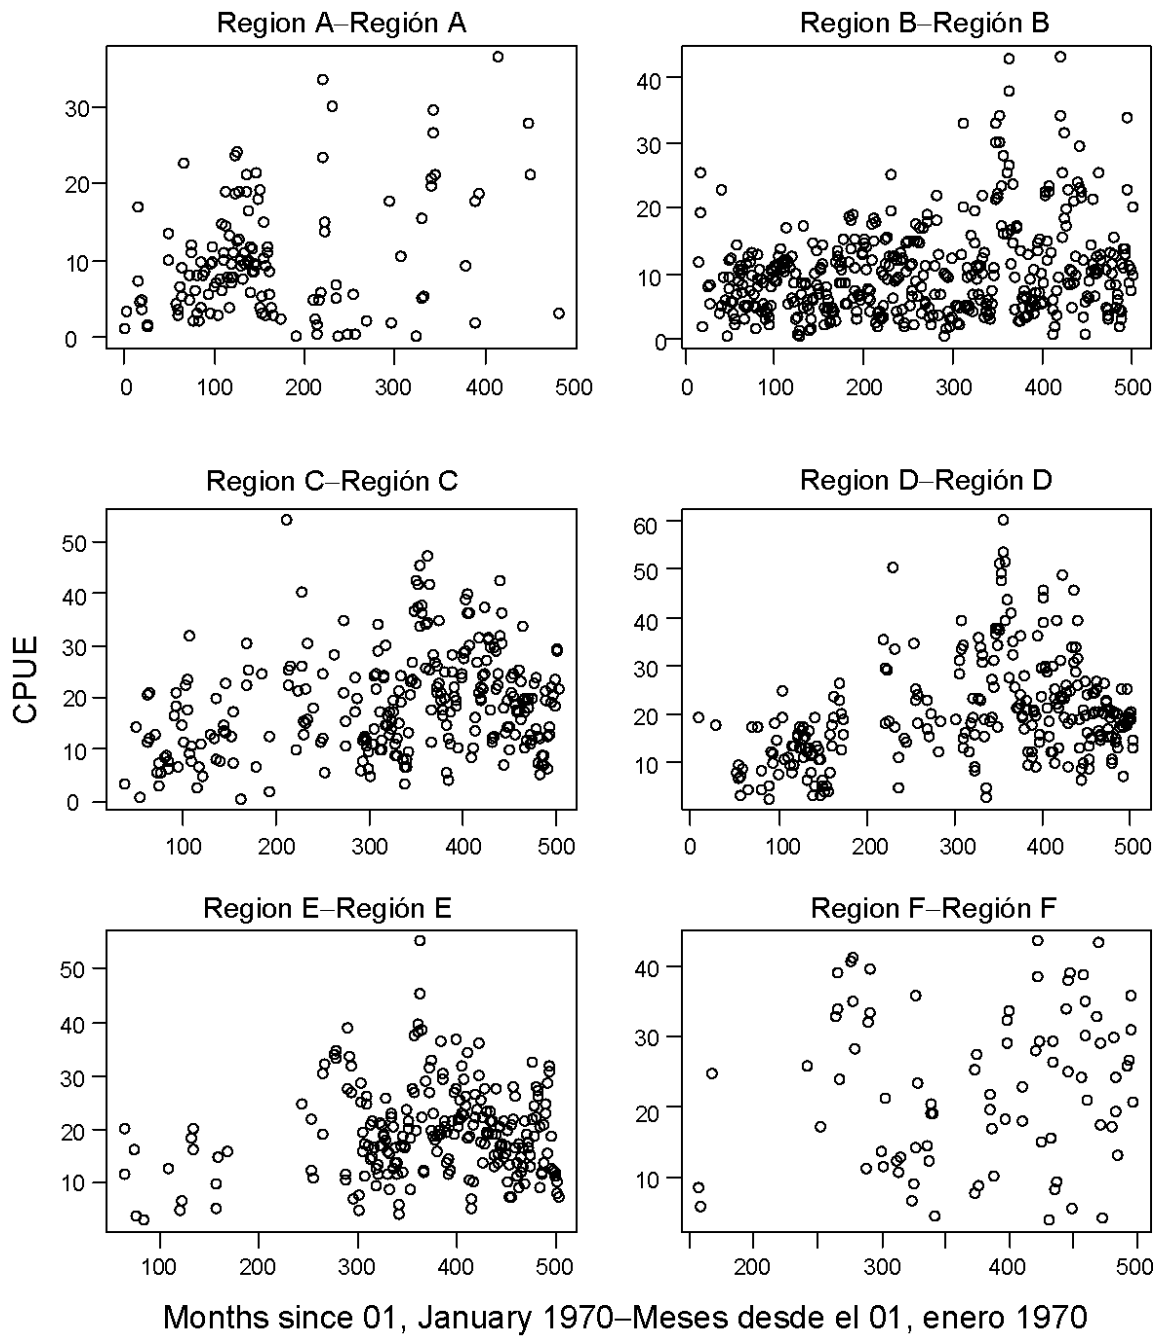 Region A–Región A
Region B–Región B
30
20
10
0
0 100 200 300 400 500
40
30
20
10
0
0 100 200 300 400 500
Region C–Región C
Region D–Región D
50
40
30
20
10
0
100 200 300 400 500
60
50
40
30
20
10
0 100 200 300 400 500
CPUE
Region E–Región E
Region F–Región F
50
40
30
20
10
100 200 300 400 500
40
30
20
10
200 300 400 500
Months since 01, January 1970–Meses desde el 01, enero 1970